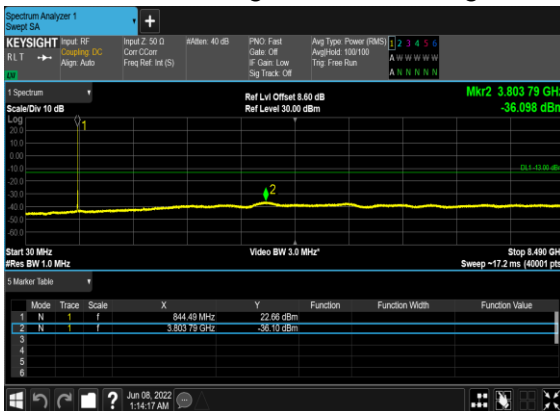 Spectrum Analyzer 1
Swept SA
KEYSIGHT Input: RF Input Z: 50 Ω #Atten: 40 dB PNO: Fast Avg Type: Power (RMS) 1 2 3 4 5 6
RLT Coupling: DC Corr CCorr Gate: Off Avg|Hold: 100/100 A W W W W W
Align: Auto Freq Ref: Int (S) IF Gain: Low Trig: Free Run
Sig Track: Off A N N N N N
LV
1 Spectrum Ref Lvl Offset 8.60 dB Mkr2 3.803 79 GHz
Scale/Div 10 dB Ref Level 30.00 dBm -36.098 dBm
Log
20.0 1
10.0
0.00
-10.0 DL1 -13.00 dBm
-20.0
-30.0 2
-40.0
-50.0
-60.0
Start 30 MHz Video BW 3.0 MHz* Stop 8.490 GHz
#Res BW 1.0 MHz Sweep ~17.2 ms (40001 pts
5 Marker Table
Mode Trace Scale X Y Function Function Width Function Value
1 N 1 f 844.49 MHz 22.66 dBm
2 N 1 f 3.803 79 GHz -36.10 dBm
3
4
5
6
? Jun 08, 2022
1:14:17 AM